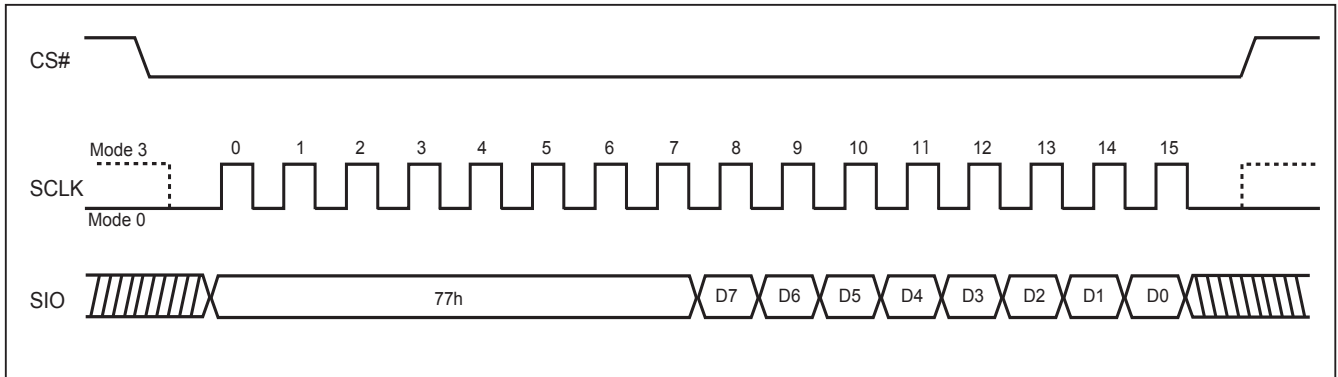 CS#
Mode 3
0 1 2 3 4 5 6 7 8 9 10 11 12 13 14 15
SCLK
Mode 0
SIO
77h D7 D6 D5 D4 D3 D2 D1 D0